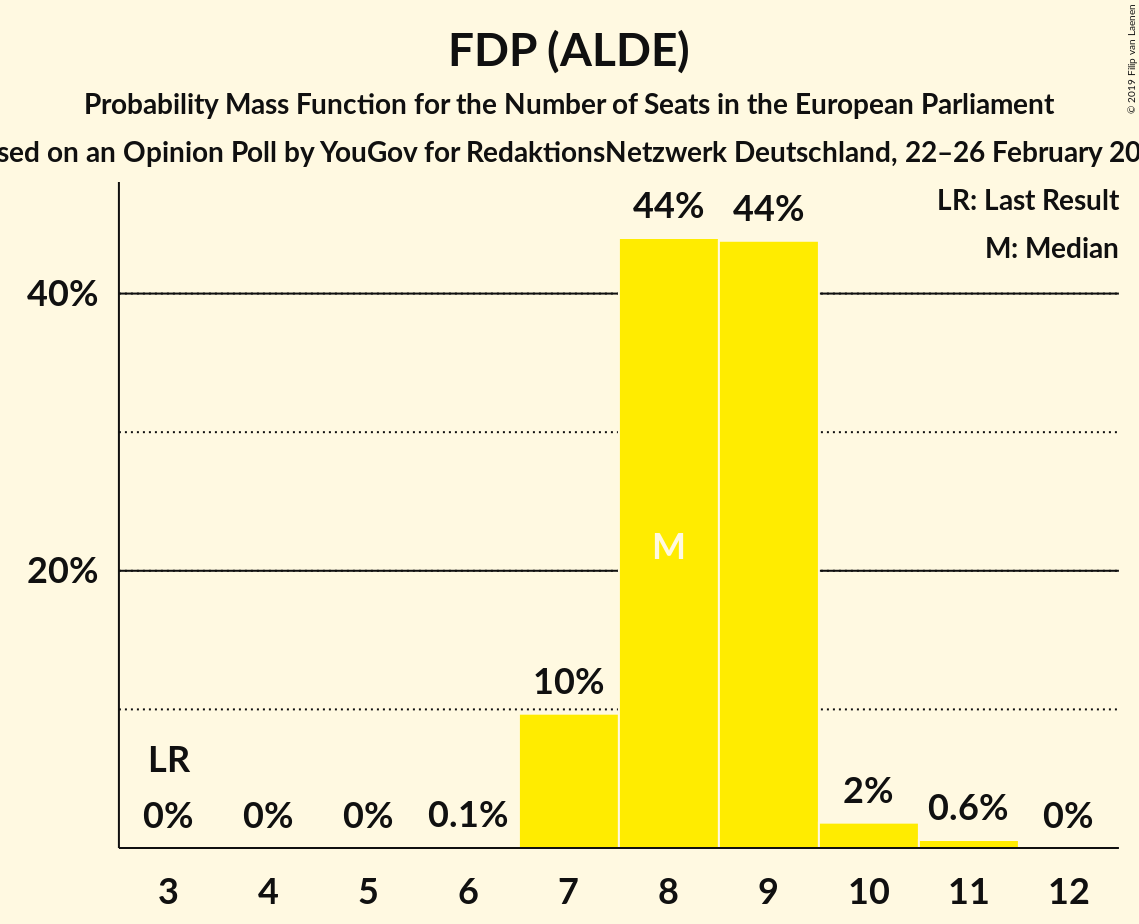 FDP (ALDE)
Probability Mass Function for the Number of Seats in the European Parliament
sed on an Opinion Poll by YouGov for RedaktionsNetzwerk Deutschland, 22–26 February 20
© 2019 Filip van Laenen
LR: Last Result
M: Median
44% 44%
40%
M
20%
10%
LR
0% 0% 0% 0.1% 2% 0.6% 0%
3 4 5 6 7 8 9 10 11 12